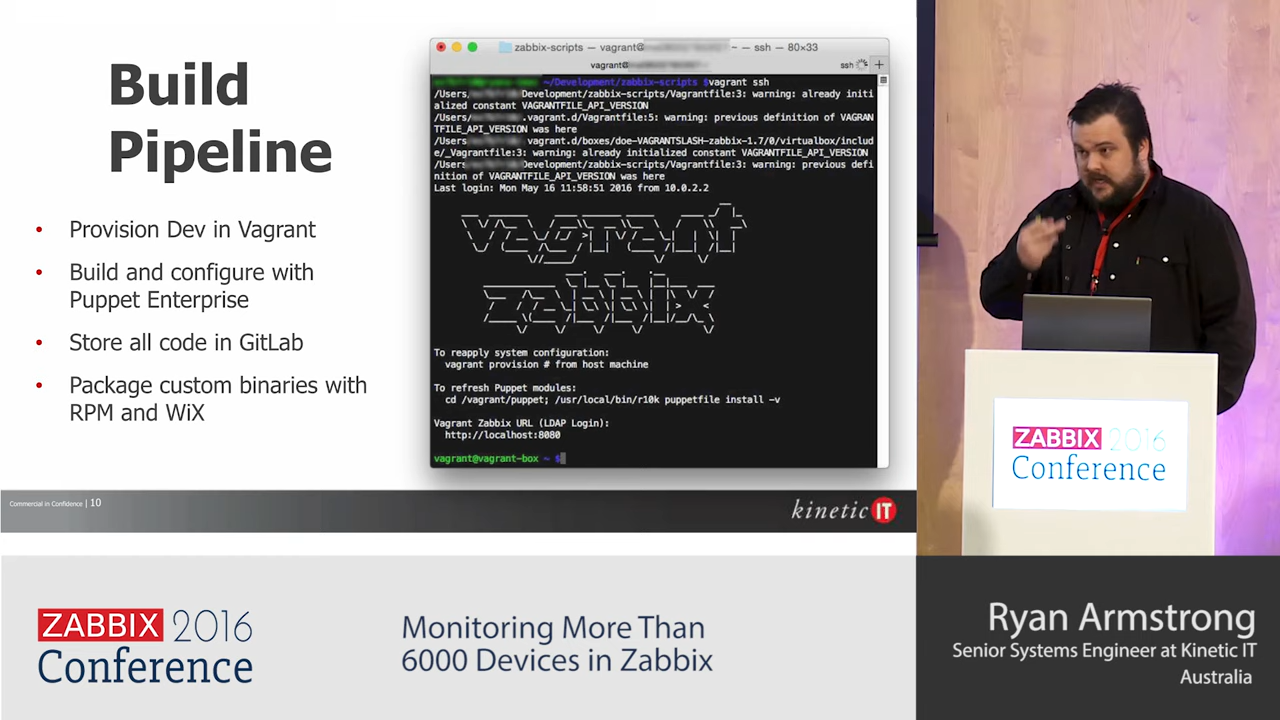 Build
Pipeline
• Provision Dev in Vagrant
• Build and configure with
Puppet Enterprise
• Store all code in GitLab
• Package custom binaries with
RPM and WiX
zabbix-scripts — vagrant@ ~ — ssh — 80×33
vagrant@ ~
ssh
+
~/Development/zabbix-scripts $vagrant ssh
/Users/ Development/zabbix-scripts/Vagrantfile:3: warning: already initi
alized constant VAGRANTFILE_API_VERSION
/Users/ .vagrant.d/Vagrantfile:5: warning: previous definition of VAGRAN
TFILE_API_VERSION was here
/Users/ vagrant.d/boxes/doe-VAGRANTSLASH-zabbix-1.7/0/virtualbox/includ
e/_Vagrantfile:3: warning: already initialized constant VAGRANTFILE_API_VERSION
/Users/ Development/zabbix-scripts/Vagrantfile:3: warning: previous defi
nition of VAGRANTFILE_API_VERSION was here
Last login: Mon May 16 11:58:51 2016 from 10.0.2.2
vagrant
zabbix
To reapply system configuration:
vagrant provision # from host machine
To refresh Puppet modules:
cd /vagrant/puppet; /usr/local/bin/r10k puppetfile install -v
Vagrant Zabbix URL (LDAP Login):
http://localhost:8080
vagrant@vagrant-box ~ $
Commercial in Confidence | 10
kinetic IT
ZABBIX 2016
Conference
ZABBIX 2016
Conference
Monitoring More Than
6000 Devices in Zabbix
Ryan Armstrong
Senior Systems Engineer at Kinetic IT
Australia